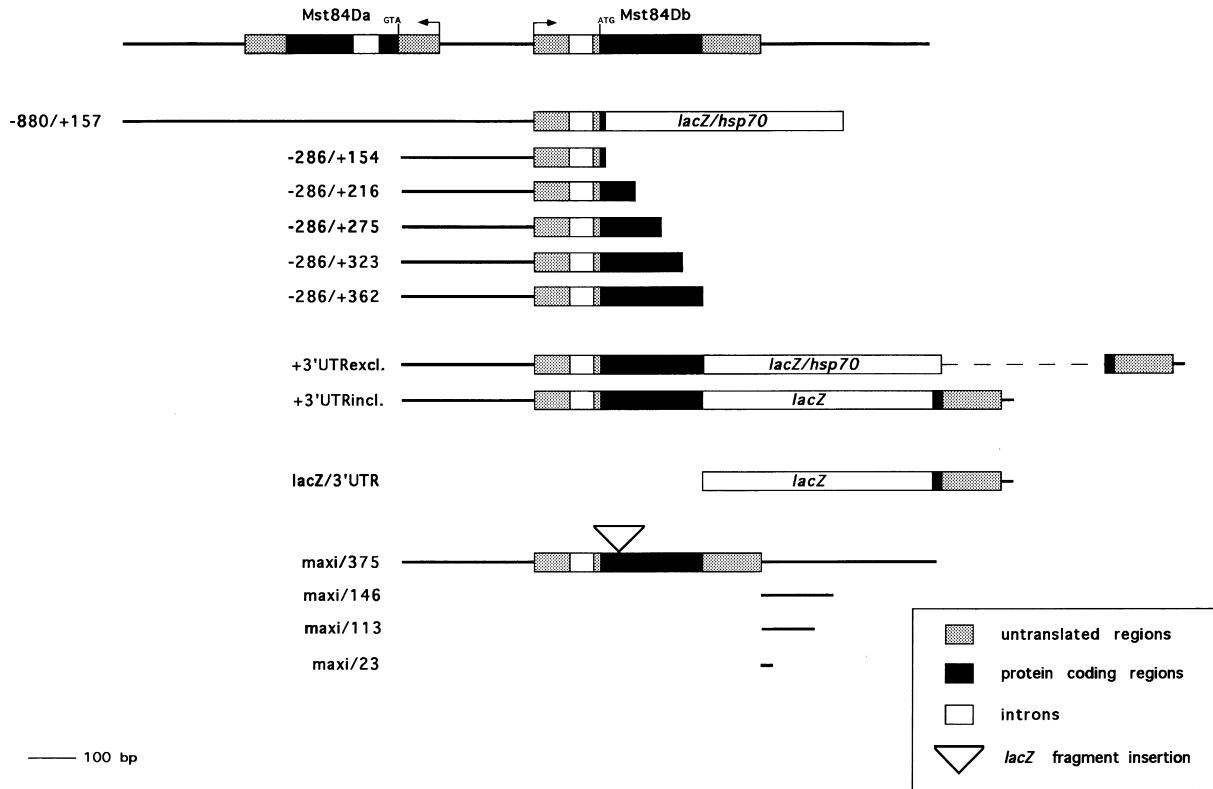 Mst84Da
GTA
ATG
Mst84Db
-880/+157
lacZ/hsp70
-286/+154
-286/+216
-286/+275
-286/+323
-286/+362
+3'UTRexcl.
lacZ/hsp70
+3'UTRincl.
lacZ
lacZ/3'UTR
lacZ
maxi/375
maxi/146
maxi/113
maxi/23
untranslated regions
protein coding regions
introns
lacZ fragment insertion
100 bp